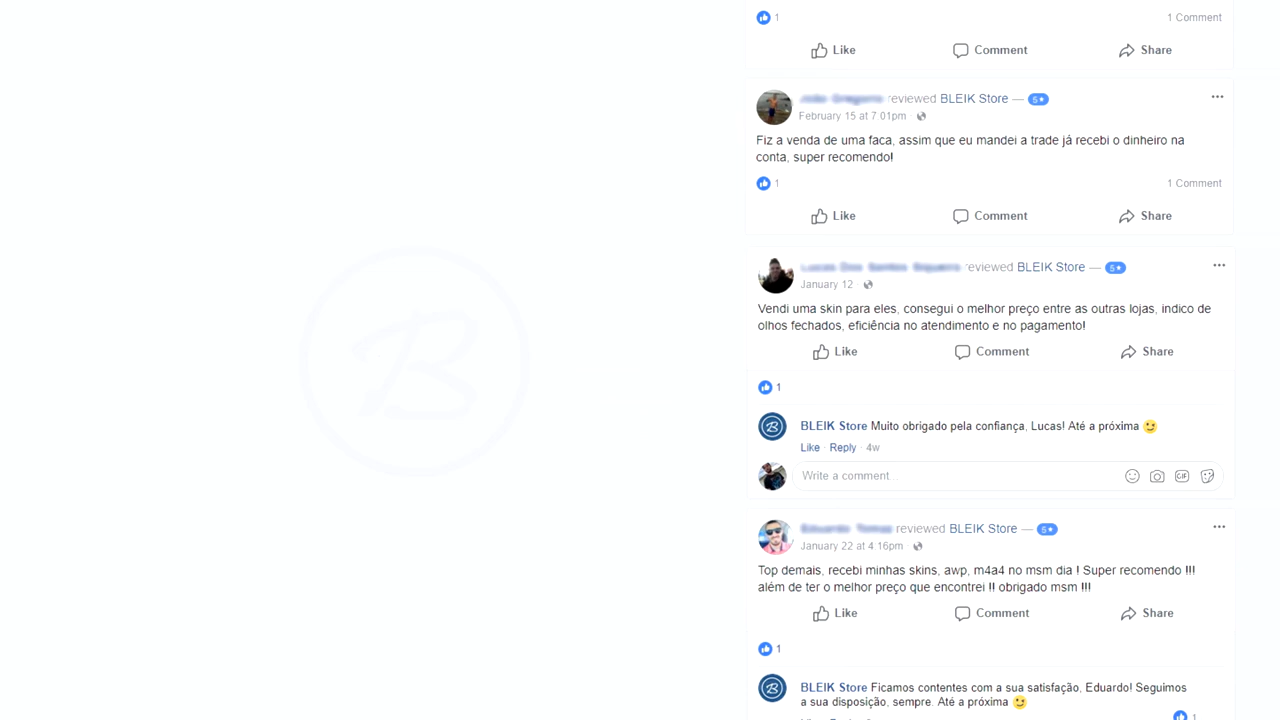 1
1 Comment
Like
Comment
Share
reviewed BLEIK Store — 5★
February 15 at 7.01pm
Fiz a venda de uma faca, assim que eu mandei a trade já recebi o dinheiro na
conta, super recomendo!
1
1 Comment
Like
Comment
Share
reviewed BLEIK Store — 5★
January 12
Vendi uma skin para eles, consegui o melhor preço entre as outras lojas, indico de
olhos fechados, eficiência no atendimento e no pagamento!
Like
Comment
Share
1
B
BLEIK Store Muito obrigado pela confiança, Lucas! Até a próxima 😉
Like · Reply · 4w
Write a comment...
GIF
reviewed BLEIK Store — 5★
January 22 at 4.16pm
Top demais, recebi minhas skins, awp, m4a4 no msm dia ! Super recomendo !!!
além de ter o melhor preço que encontrei !! obrigado msm !!!
Like
Comment
Share
1
B
BLEIK Store Ficamos contentes com a sua satisfação, Eduardo! Seguimos
a sua disposição, sempre. Até a próxima 😉
1